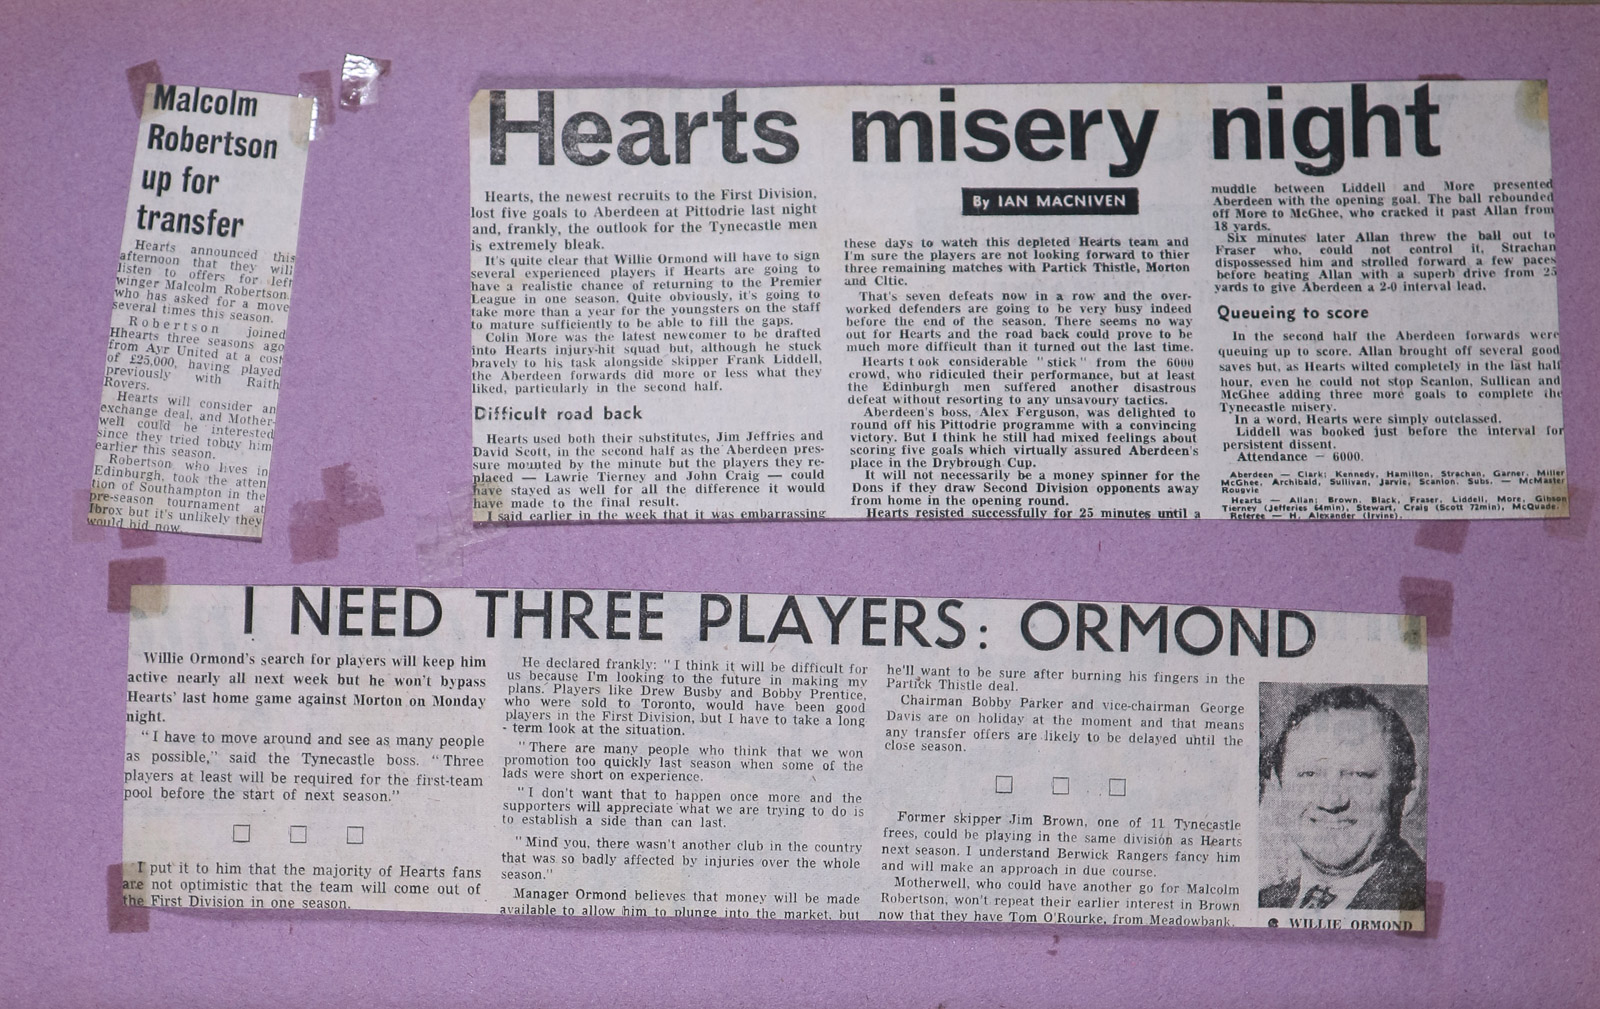 Malcolm
Robertson
up for
transfer
Hearts announced this
afternoon that they will
listen to offers for left
winger Malcolm Robertson
who has asked for a move
several times this season.
Robertson joined
Hhearts three seasons ago
from Ayr United at a cost
of £25,000, having played
previously with Raith
Rovers.
Hearts will consider an
exchange deal, and Mother-
well could be interested
since they tried tobuy him
earlier this season.
Robertson who lives in
Edinburgh, took the atten
tion of Southampton in the
pre-season tournament at
Ibrox but it's unlikely they
would bid now.
Hearts misery night
Hearts, the newest recruits to the First Division,
lost five goals to Aberdeen at Pittodrie last night
and, frankly, the outlook for the Tynecastle men
is extremely bleak.
It's quite clear that Willie Ormond will have to sign
several experienced players if Hearts are going to
have a realistic chance of returning to the Premier
League in one season. Quite obviously, it's going to
take more than a year for the youngsters on the staff
to mature sufficiently to be able to fill the gaps.
Colin More was the latest newcomer to be drafted
into Hearts injury-hit squad but, although he stuck
bravely to his task alongside skipper Frank Liddell,
the Aberdeen forwards did more or less what they
liked, particularly in the second half.
Difficult road back
Hearts used both their substitutes, Jim Jeffries and
David Scott, in the second half as the Aberdeen pres-
sure mounted by the minute but the players they re-
placed — Lawrie Tierney and John Craig — could
have stayed as well for all the difference it would
have made to the final result.
I said earlier in the week that it was embarrassing
By IAN MACNIVEN
these days to watch this depleted Hearts team and
I'm sure the players are not looking forward to thier
three remaining matches with Partick Thistle, Morton
and Cltic.
That's seven defeats now in a row and the over-
worked defenders are going to be very busy indeed
before the end of the season. There seems no way
out for Hearts and the road back could prove to be
much more difficult than it turned out the last time.
Hearts took considerable "stick" from the 6000
crowd, who ridiculed their performance, but at least
the Edinburgh men suffered another disastrous
defeat without resorting to any unsavoury tactics.
Aberdeen's boss, Alex Ferguson, was delighted to
round off his Pittodrie programme with a convincing
victory. But I think he still had mixed feelings about
scoring five goals which virtually assured Aberdeen's
place in the Drybrough Cup.
It will not necessarily be a money spinner for the
Dons if they draw Second Division opponents away
from home in the opening round.
Hearts resisted successfully for 25 minutes until a
muddle between Liddell and More presented
Aberdeen with the opening goal. The ball rebounded
off More to McGhee, who cracked it past Allan from
18 yards.
Six minutes later Allan threw the ball out to
Fraser who, could not control it, Strachan
dispossessed him and strolled forward a few paces
before beating Allan with a superb drive from 25
yards to give Aberdeen a 2-0 interval lead.
Queueing to score
In the second half the Aberdeen forwards were
queuing up to score. Allan brought off several good
saves but, as Hearts wilted completely in the last half
hour, even he could not stop Scanlon, Sullican and
McGhee adding three more goals to complete the
Tynecastle misery.
In a word, Hearts were simply outclassed.
Liddell was booked just before the interval for
persistent dissent.
Attendance — 6000.
Aberdeen — Clark: Kennedy, Hamilton, Strachan, Garner, Miller
McGhee, Archibald, Sullivan, Jarvie, Scanlon. Subs. — McMaster
Rougvie
Hearts — Allan: Brown, Black, Fraser, Liddell, More, Gibson
Tierney (Jefferies 64min), Stewart, Craig (Scott 72min), McQuade.
Referee — H. Alexander (Irvine).
I NEED THREE PLAYERS: ORMOND
Willie Ormond's search for players will keep him
active nearly all next week but he won't bypass
Hearts' last home game against Morton on Monday
night.
"I have to move around and see as many people
as possible," said the Tynecastle boss. "Three
players at least will be required for the first-team
pool before the start of next season."
I put it to him that the majority of Hearts fans
are not optimistic that the team will come out of
the First Division in one season.
He declared frankly: "I think it will be difficult for
us because I'm looking to the future in making my
plans. Players like Drew Busby and Bobby Prentice,
who were sold to Toronto, would have been good
players in the First Division, but I have to take a long
- term look at the situation.
"There are many people who think that we won
promotion too quickly last season when some of the
lads were short on experience.
"I don't want that to happen once more and the
supporters will appreciate what we are trying to do is
to establish a side than can last.
"Mind you, there wasn't another club in the country
that was so badly affected by injuries over the whole
season."
Manager Ormond believes that money will be made
available to allow him to plunge into the market, but
he'll want to be sure after burning his fingers in the
Partick Thistle deal.
Chairman Bobby Parker and vice-chairman George
Davis are on holiday at the moment and that means
any transfer offers are likely to be delayed uhtil the
close season.
Former skipper Jim Brown, one of 11 Tynecastle
frees, could be playing in the same division as Hearts
next season. I understand Berwick Rangers fancy him
and will make an approach in due course.
Motherwell, who could have another go for Malcolm
Robertson, won't repeat their earlier interest in Brown
now that they have Tom O'Rourke, from Meadowbank.
WILLIE ORMOND